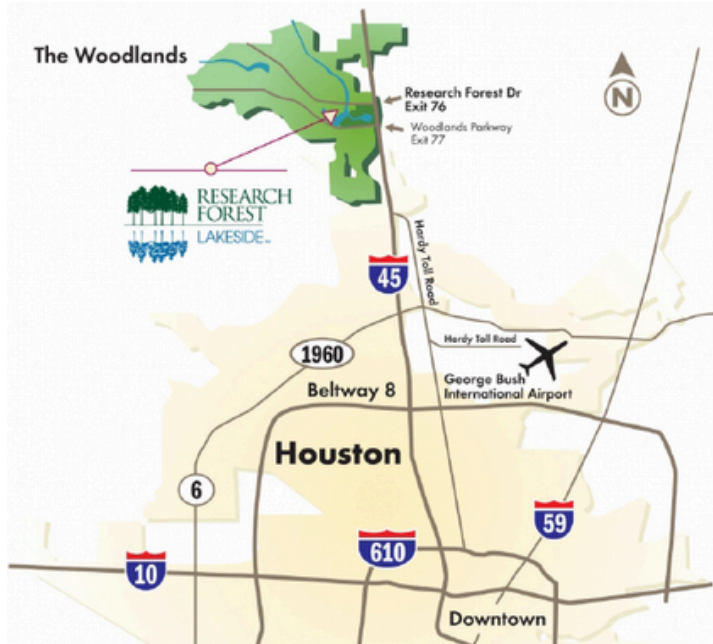 The Woodlands
Research Forest Dr
Exit 76
Woodlands Parkway
Exit 77
N
RESEARCH
FOREST
LAKESIDE
45
Hardy Toll Road
1960
Hardy Toll Road
George Bush
International Airport
Beltway 8
Houston
6
59
610
10
Downtown